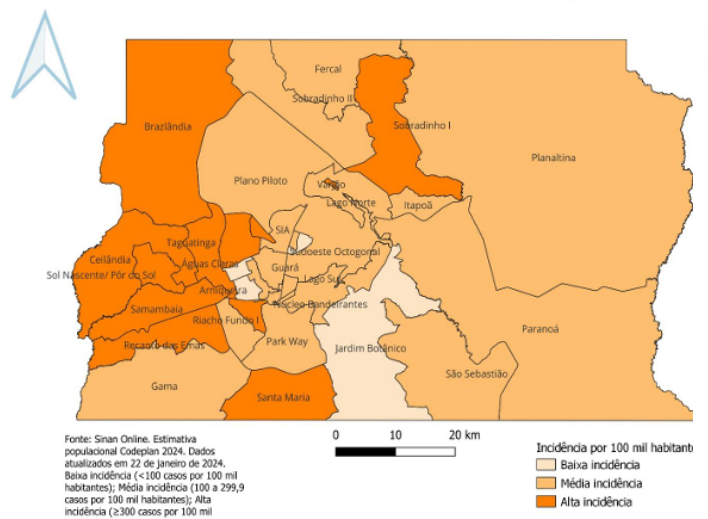 Fercal
Sobradinho II
Brazlândia
Sobradinho I
Planaltina
Plano Piloto
Varjão
Lago Norte
Itapoã
SIA
Taguatinga
Sudoeste Octogonal
Ceilândia
Águas Claras
Guará
Sol Nascente/ Pôr do Sol
Lago Sul
Arniqueira
Núcleo Bandeirantes
Samambaia
Riacho Fundo I
Paranoá
Recanto das Emas
Park Way
Jardim Botânico
São Sebastião
Gama
Santa Maria
Fonte: Sinan Online. Estimativa
populacional Codeplan 2024. Dados
atualizados em 22 de janeiro de 2024.
Baixa incidência (<100 casos por 100 mil
habitantes); Média incidência (100 a 299,9
casos por 100 mil habitantes); Alta
incidência (≥300 casos por 100 mil
0 10 20 km
Incidência por 100 mil habitant
Baixa incidência
Média incidência
Alta incidência